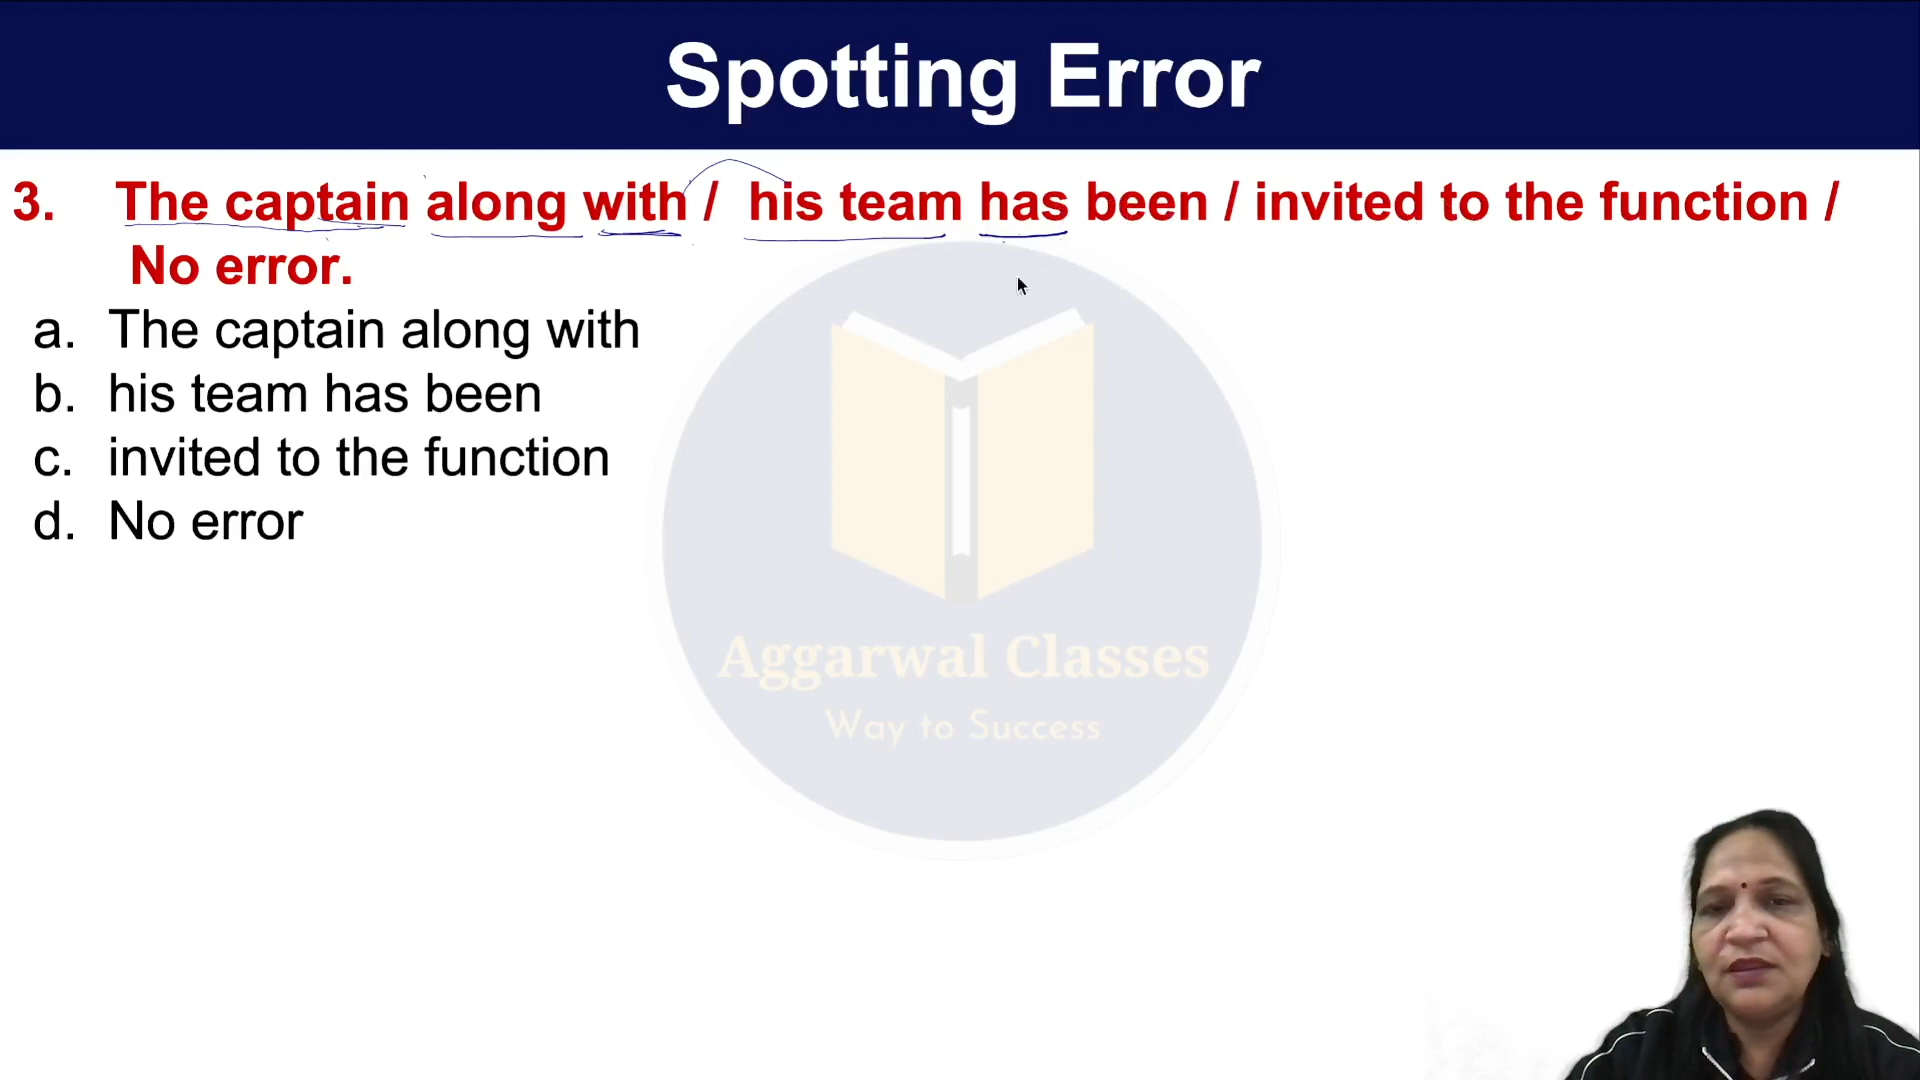 Spotting Error
3. The captain along with / his team has been / invited to the function /
No error.
a. The captain along with
b. his team has been
c. invited to the function
d. No error
Aggarwal Classes
Way to Success